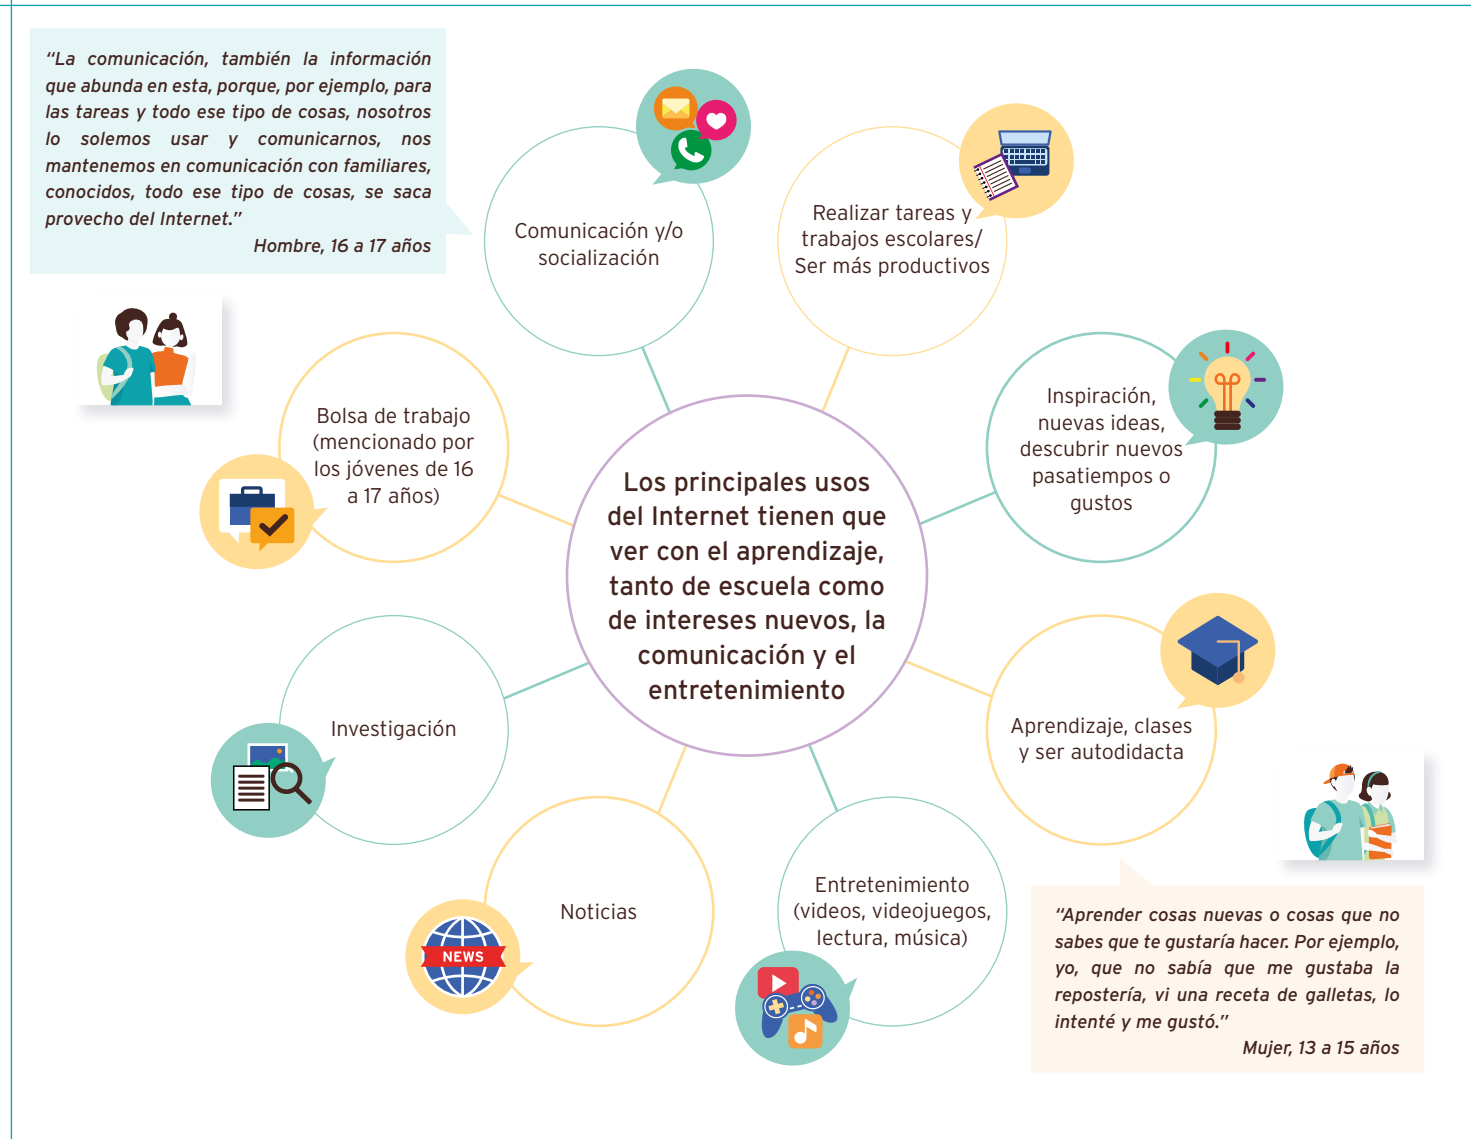 “La comunicación, también la información
que abunda en esta, porque, por ejemplo, para
las tareas y todo ese tipo de cosas, nosotros
lo solemos usar y comunicarnos, nos
mantenemos en comunicación con familiares,
conocidos, todo ese tipo de cosas, se saca
provecho del Internet.”
Hombre, 16 a 17 años
Comunicación y/o
socialización
Realizar tareas y
trabajos escolares/
Ser más productivos
Inspiración,
nuevas ideas,
descubrir nuevos
pasatiempos o
gustos
Bolsa de trabajo
(mencionado por
los jóvenes de 16
a 17 años)
Los principales usos
del Internet tienen que
ver con el aprendizaje,
tanto de escuela como
de intereses nuevos, la
comunicación y el
entretenimiento
Investigación
Aprendizaje, clases
y ser autodidacta
Noticias
NEWS
Entretenimiento
(videos, videojuegos,
lectura, música)
“Aprender cosas nuevas o cosas que no
sabes que te gustaría hacer. Por ejemplo,
yo, que no sabía que me gustaba la
repostería, vi una receta de galletas, lo
intenté y me gustó.”
Mujer, 13 a 15 años